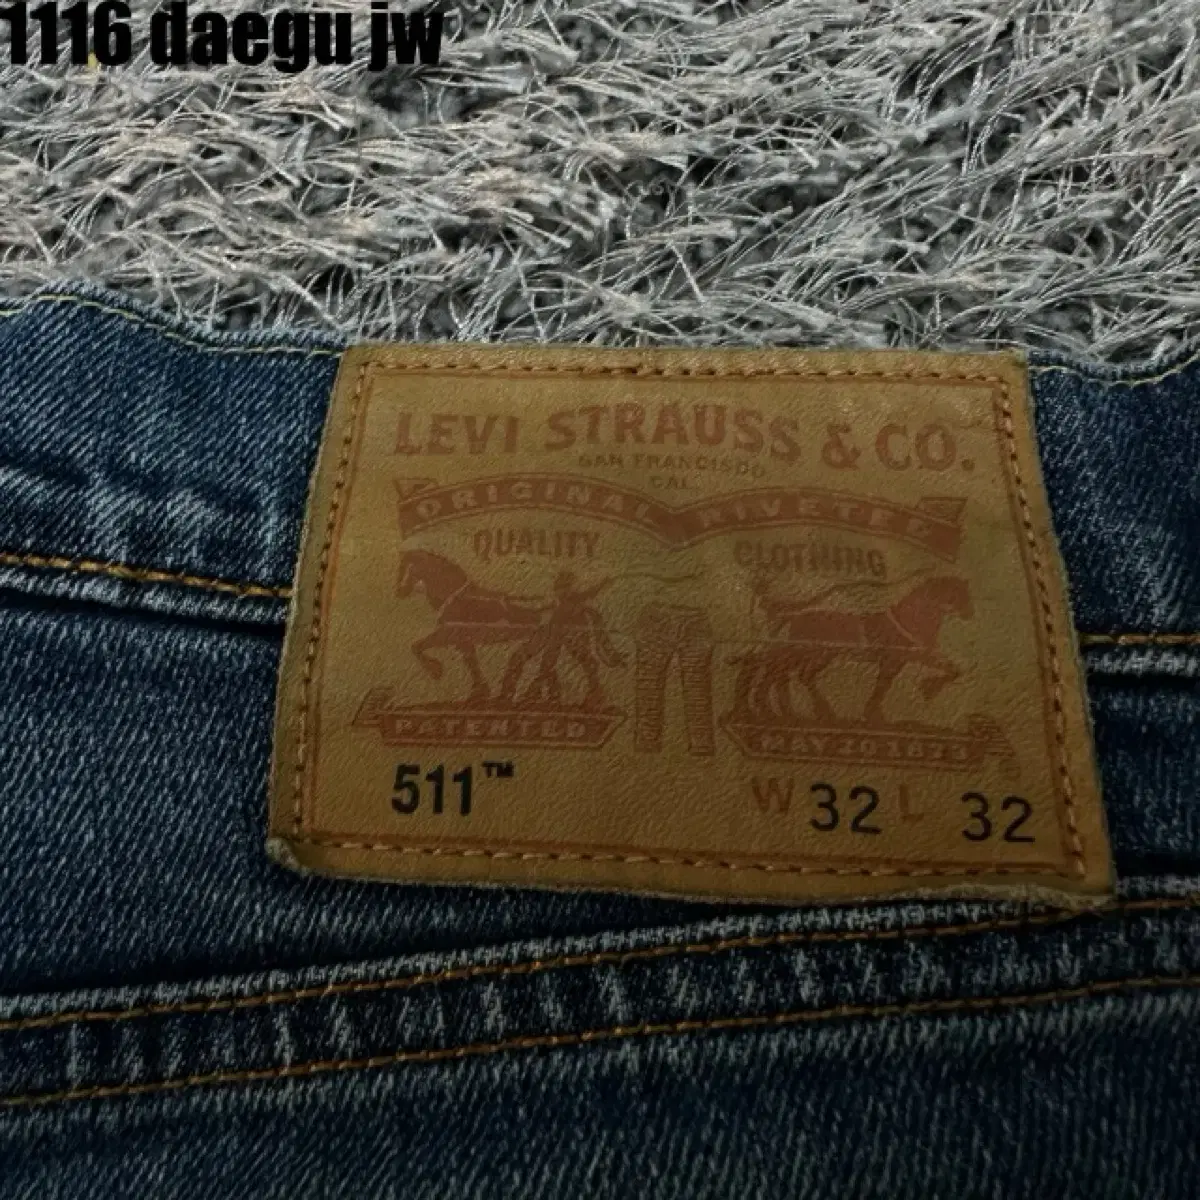 1116 daegu jw
LEVI STRAUSS & CO.
SAN FRANCISCO
CAL
ORIGINAL RIVETED
QUALITY CLOTHING
PATENTED MAY 20 1873
511™ W 32 L 32